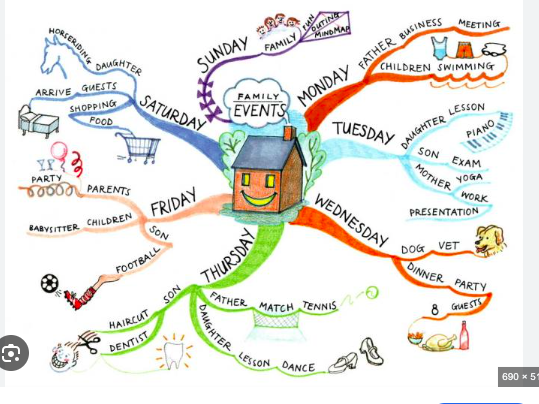 FAMILY
EVENTS
SUNDAY
FAMILY
FUN
OUTING
MINDMAP
MONDAY
FATHER BUSINESS MEETING
CHILDREN SWIMMING
TUESDAY
DAUGHTER LESSON
PIANO
SON EXAM
MOTHER YOGA
WORK
PRESENTATION
WEDNESDAY
DOG VET
DINNER PARTY
8 GUESTS
THURSDAY
FATHER MATCH TENNIS
DAUGHTER LESSON DANCE
SON
HAIRCUT
DENTIST
FRIDAY
PARENTS
PARTY
CHILDREN
BABYSITTER
SON
FOOTBALL
SATURDAY
DAUGHTER
HORSERIDING
ARRIVE GUESTS
SHOPPING
FOOD
690 × 51